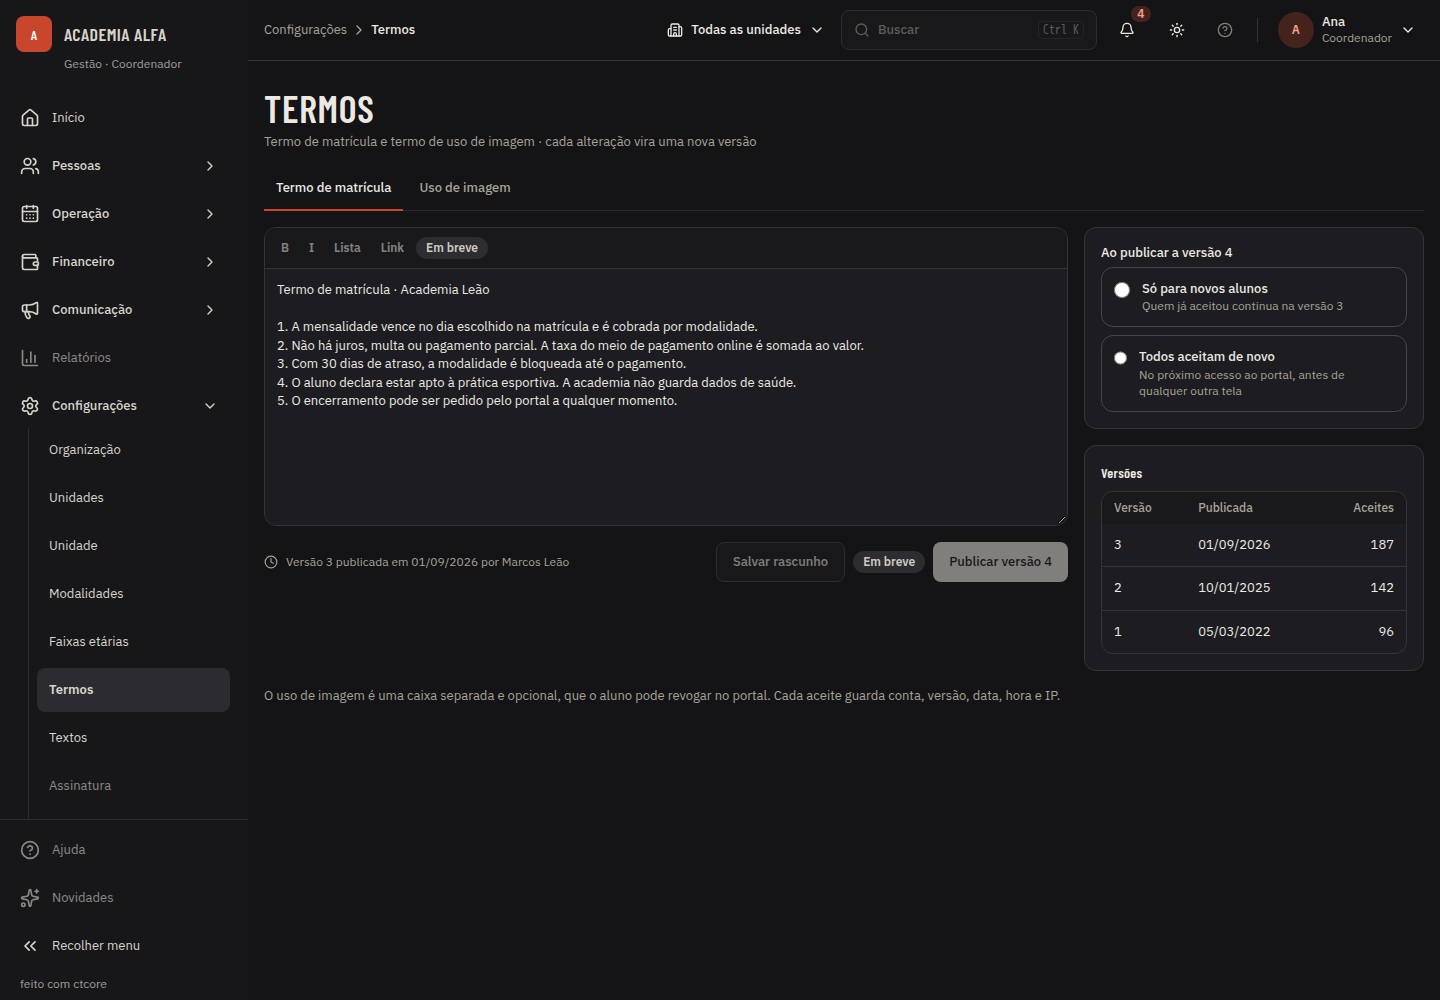 A
ACADEMIA ALFA
Gestão · Coordenador
Início
Pessoas
Operação
Financeiro
Comunicação
Relatórios
Configurações
Organização
Unidades
Unidade
Modalidades
Faixas etárias
Termos
Textos
Assinatura
Ajuda
Novidades
Recolher menu
feito com ctcore
Configurações > Termos
Todas as unidades
Buscar
Ctrl K
4
A
Ana
Coordenador
TERMOS
Termo de matrícula e termo de uso de imagem · cada alteração vira uma nova versão
Termo de matrícula
Uso de imagem
B I Lista Link Em breve
Termo de matrícula · Academia Leão
1. A mensalidade vence no dia escolhido na matrícula e é cobrada por modalidade.
2. Não há juros, multa ou pagamento parcial. A taxa do meio de pagamento online é somada ao valor.
3. Com 30 dias de atraso, a modalidade é bloqueada até o pagamento.
4. O aluno declara estar apto à prática esportiva. A academia não guarda dados de saúde.
5. O encerramento pode ser pedido pelo portal a qualquer momento.
Versão 3 publicada em 01/09/2026 por Marcos Leão
Salvar rascunho
Em breve
Publicar versão 4
Ao publicar a versão 4
Só para novos alunos
Quem já aceitou continua na versão 3
Todos aceitam de novo
No próximo acesso ao portal, antes de
qualquer outra tela
Versões
Versão Publicada Aceites
3 01/09/2026 187
2 10/01/2025 142
1 05/03/2022 96
O uso de imagem é uma caixa separada e opcional, que o aluno pode revogar no portal. Cada aceite guarda conta, versão, data, hora e IP.